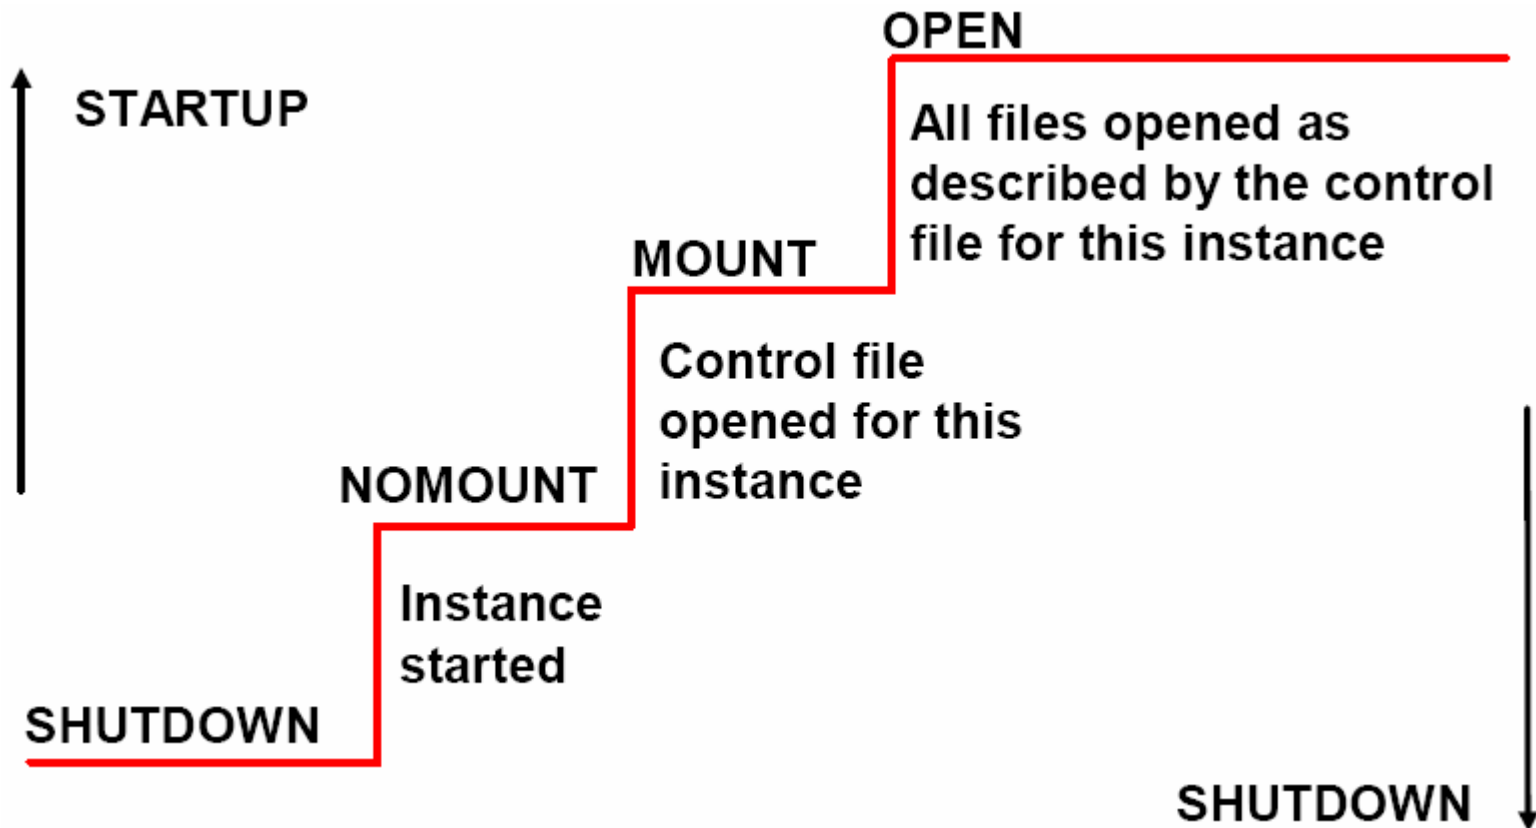 OPEN
STARTUP
All files opened as
described by the control
file for this instance
MOUNT
Control file
opened for this
instance
NOMOUNT
Instance
started
SHUTDOWN
SHUTDOWN